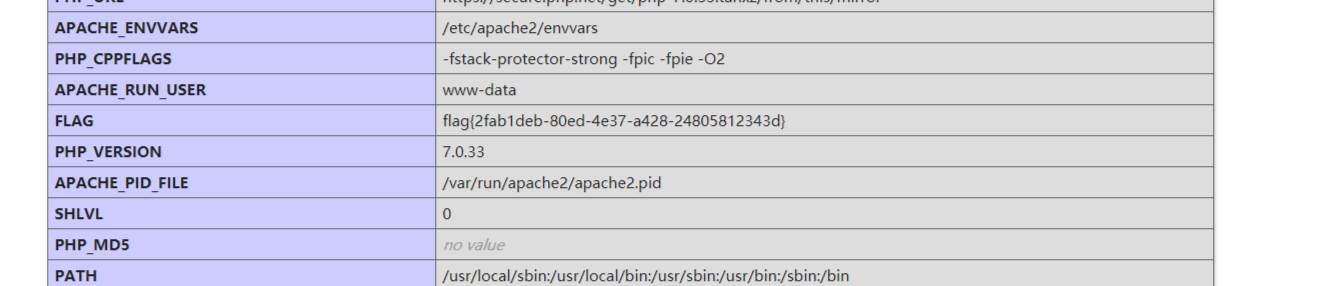 APACHE_ENVVARS /etc/apache2/envvars
PHP_CPPFLAGS -fstack-protector-strong -fpic -fpie -O2
APACHE_RUN_USER www-data
FLAG flag{2fab1deb-80ed-4e37-a428-24805812343d}
PHP_VERSION 7.0.33
APACHE_PID_FILE /var/run/apache2/apache2.pid
SHLVL 0
PHP_MD5 no value
PATH /usr/local/sbin:/usr/local/bin:/usr/sbin:/usr/bin:/sbin:/bin